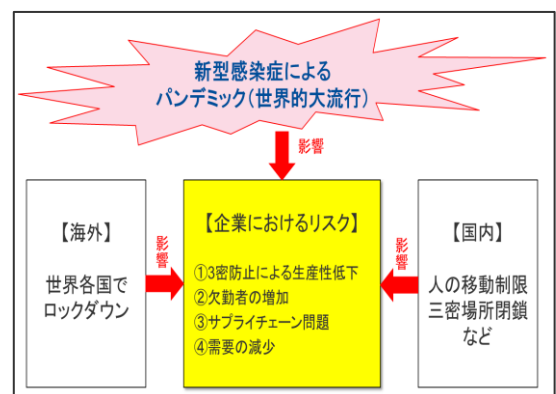 新型感染症による
パンデミック(世界的大流行)
影響
【海外】
世界各国で
ロックダウン
影響
【企業におけるリスク】
①3密防止による生産性低下
②欠勤者の増加
③サプライチェーン問題
④需要の減少
影響
【国内】
人の移動制限
三密場所閉鎖
など